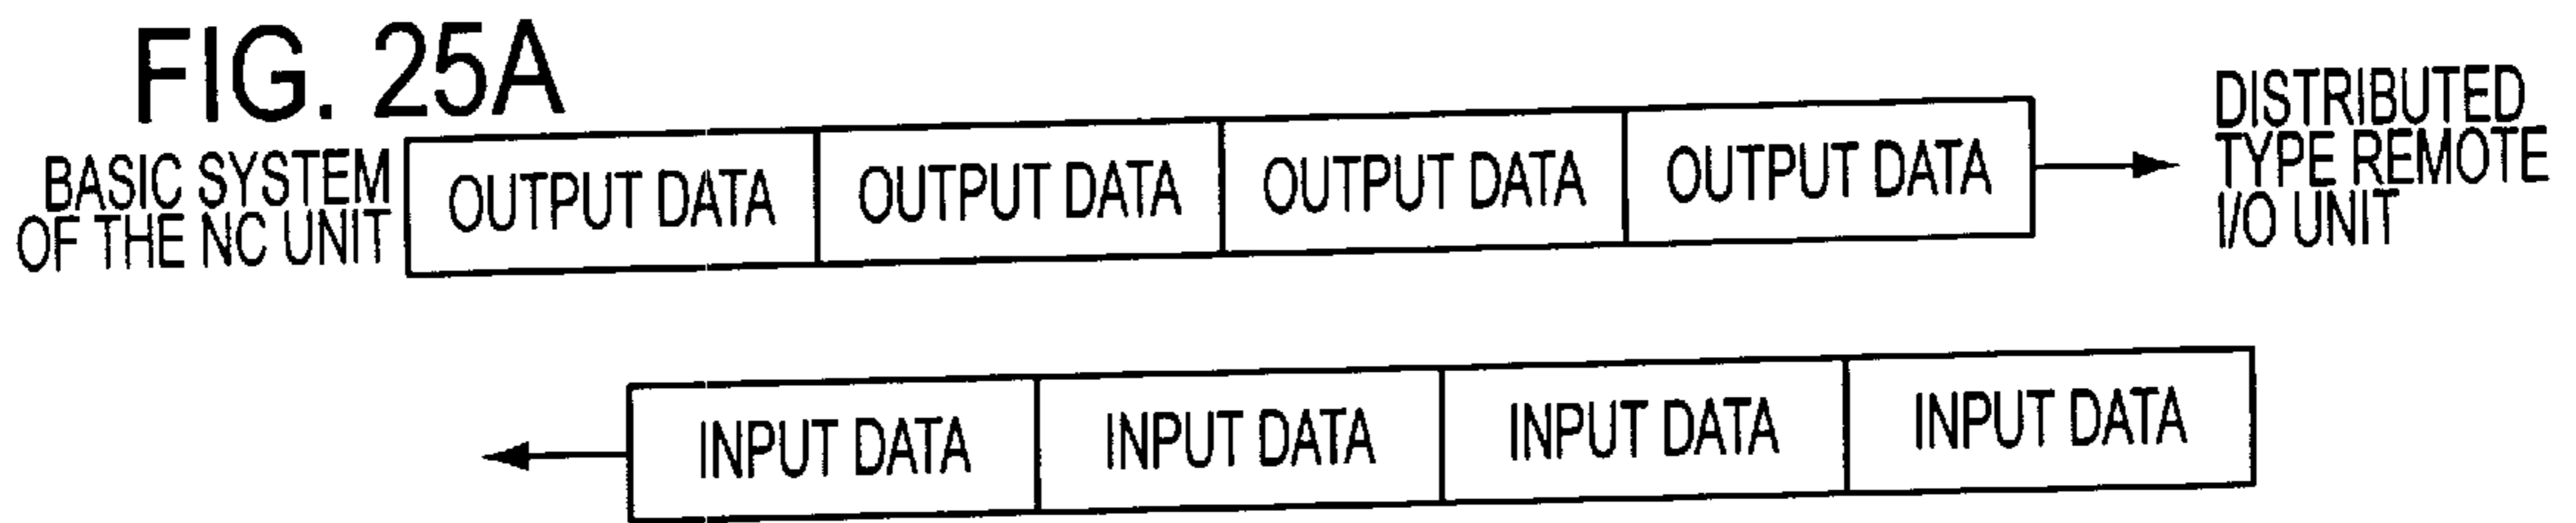 FIG. 25A
BASIC SYSTEM
OF THE NC UNIT
OUTPUT DATA
OUTPUT DATA
OUTPUT DATA
OUTPUT DATA
DISTRIBUTED
TYPE REMOTE
I/O UNIT
INPUT DATA
INPUT DATA
INPUT DATA
INPUT DATA